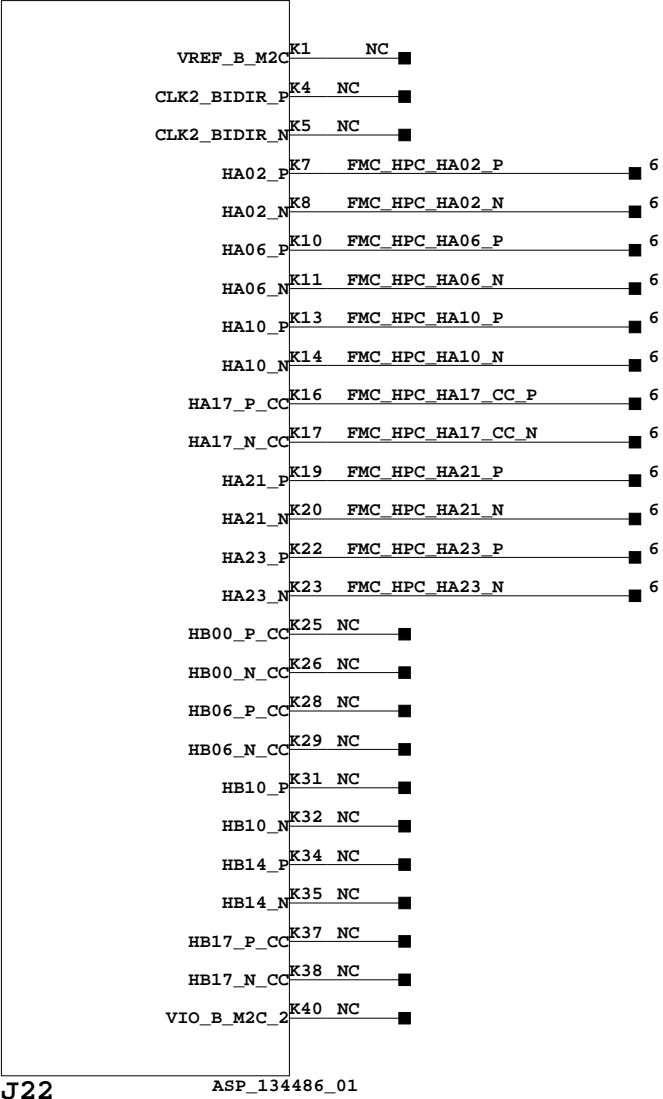 VREF_B_M2C K1 NC
CLK2_BIDIR_P K4 NC
CLK2_BIDIR_N K5 NC
HA02_P K7 FMC_HPC_HA02_P 6
HA02_N K8 FMC_HPC_HA02_N 6
HA06_P K10 FMC_HPC_HA06_P 6
HA06_N K11 FMC_HPC_HA06_N 6
HA10_P K13 FMC_HPC_HA10_P 6
HA10_N K14 FMC_HPC_HA10_N 6
HA17_P_CC K16 FMC_HPC_HA17_CC_P 6
HA17_N_CC K17 FMC_HPC_HA17_CC_N 6
HA21_P K19 FMC_HPC_HA21_P 6
HA21_N K20 FMC_HPC_HA21_N 6
HA23_P K22 FMC_HPC_HA23_P 6
HA23_N K23 FMC_HPC_HA23_N 6
HB00_P_CC K25 NC
HB00_N_CC K26 NC
HB06_P_CC K28 NC
HB06_N_CC K29 NC
HB10_P K31 NC
HB10_N K32 NC
HB14_P K34 NC
HB14_N K35 NC
HB17_P_CC K37 NC
HB17_N_CC K38 NC
VIO_B_M2C_2 K40 NC
J22 ASP_134486_01